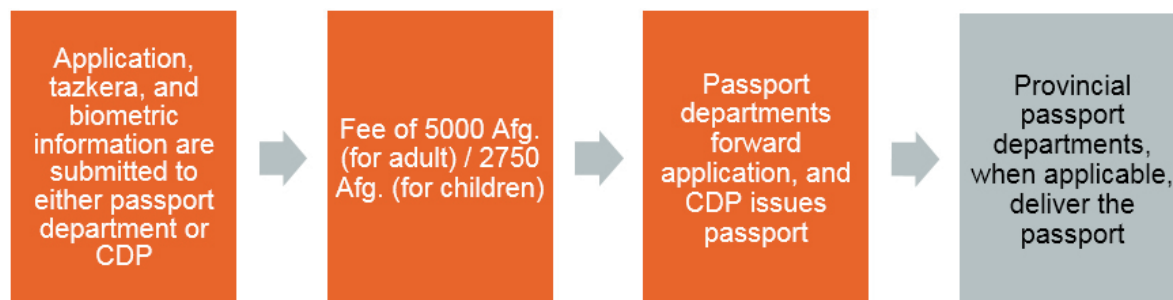 Application,
tazkera, and
biometric
information are
submitted to
either passport
department or
CDP
Fee of 5000 Afg.
(for adult) / 2750
Afg. (for children)
Passport
departments
forward
application, and
CDP issues
passport
Provincial
passport
departments,
when applicable,
deliver the
passport